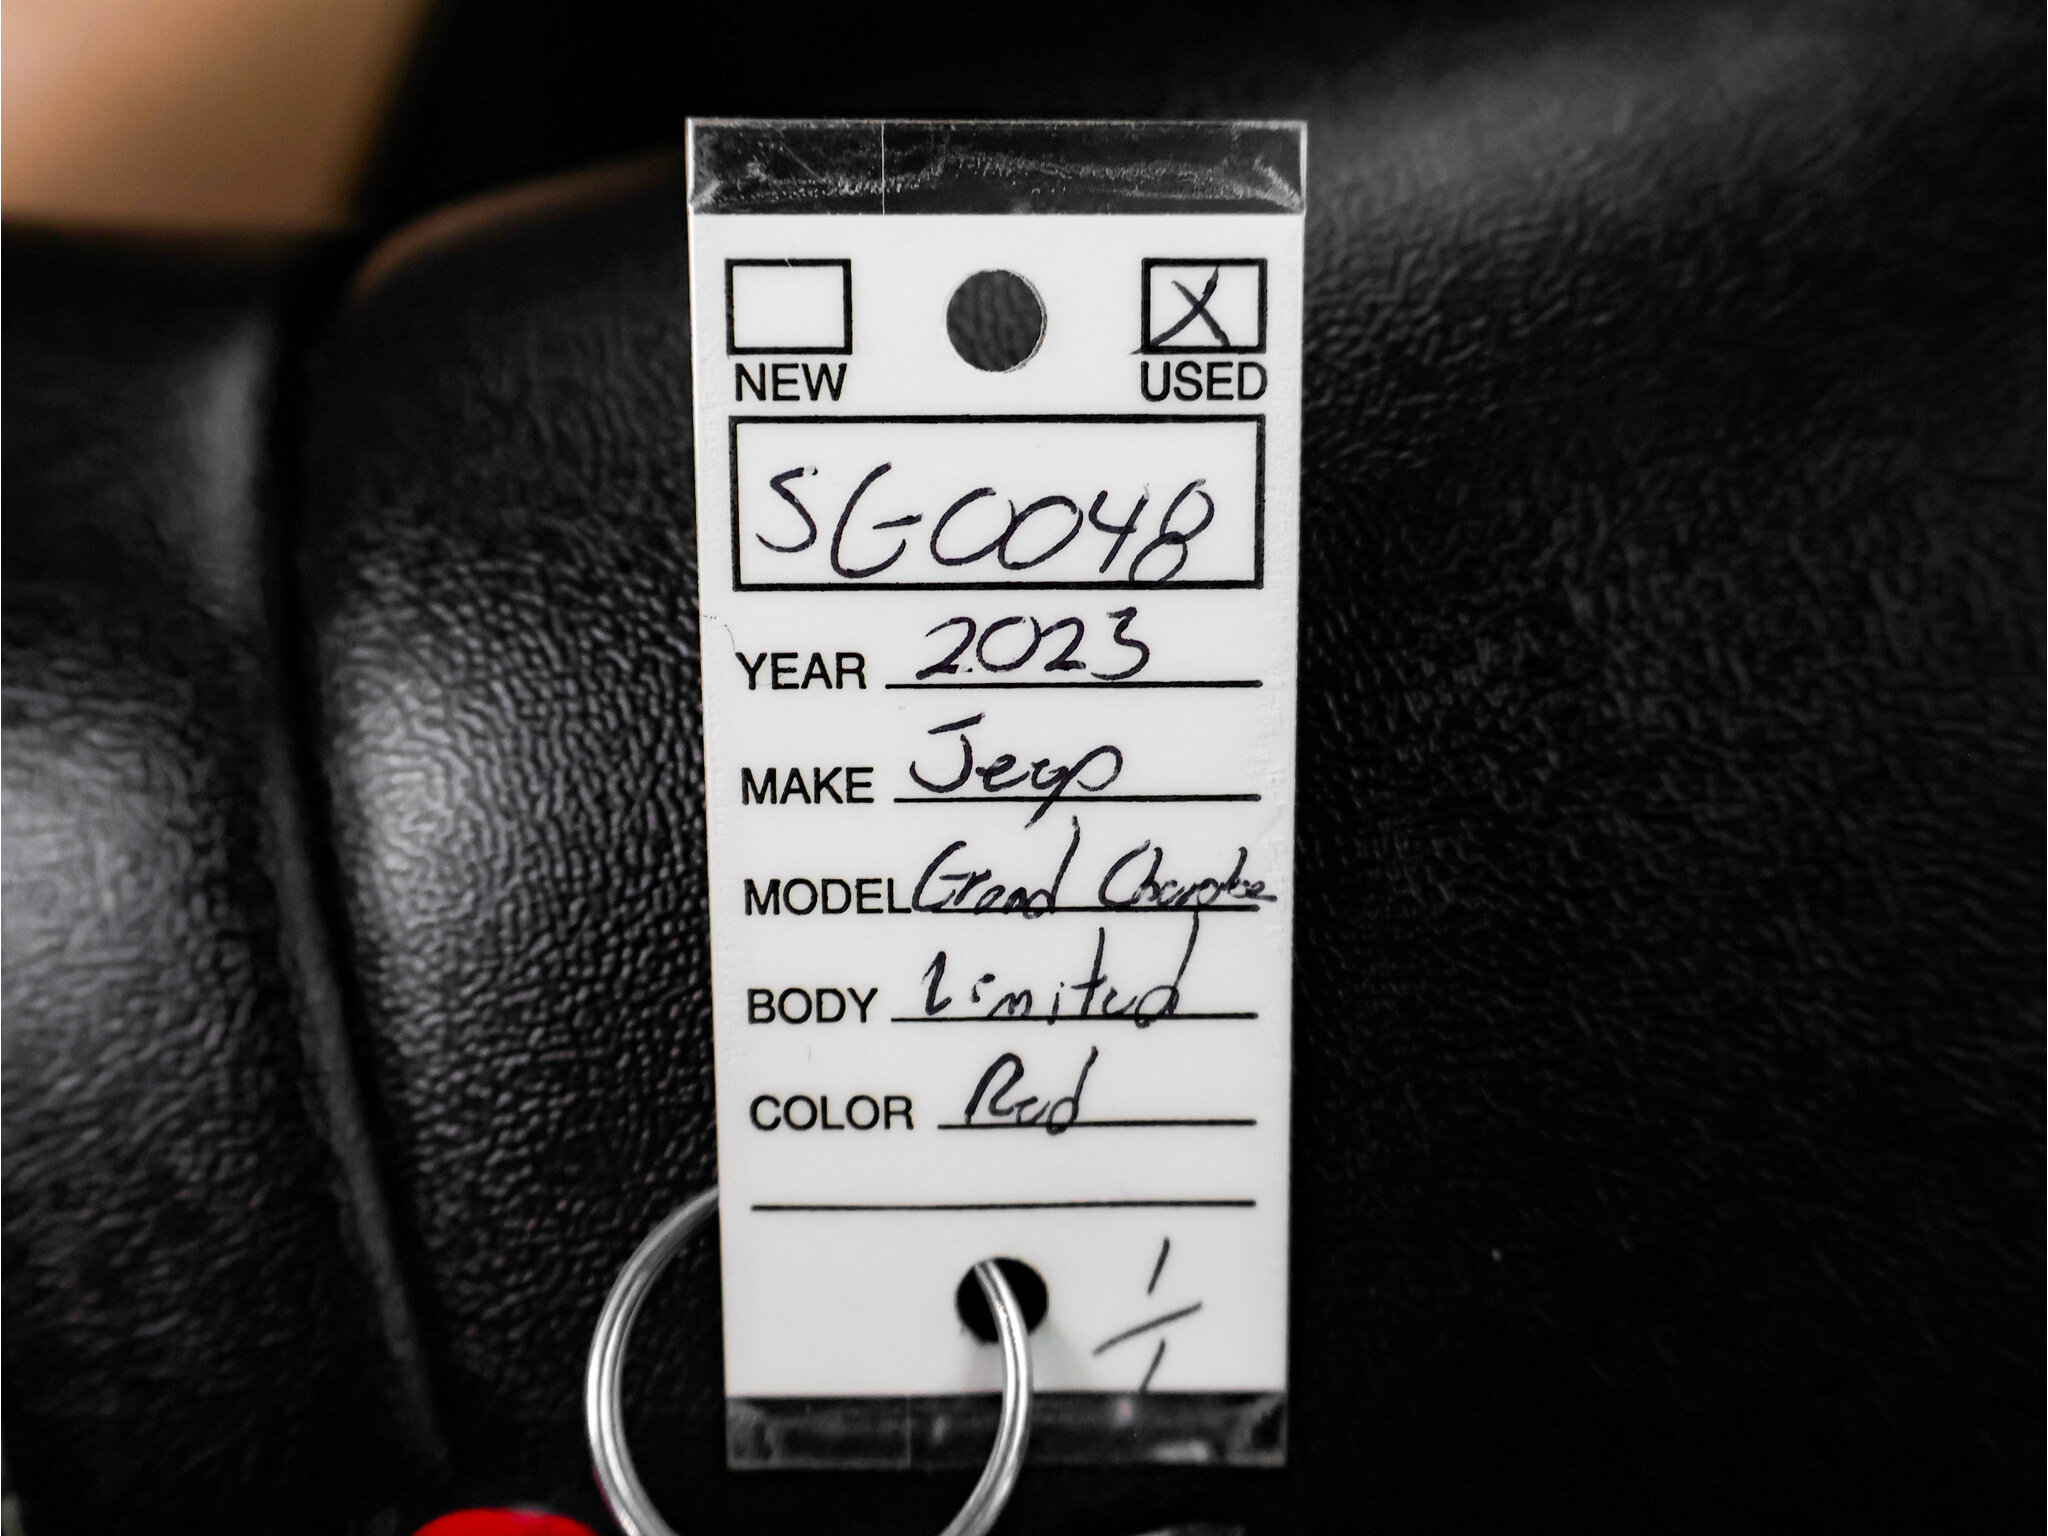 NEW X USED
SG0048
YEAR 2023
MAKE Jeep
MODEL Grand Cherokee
BODY Limited
COLOR Red
1/1